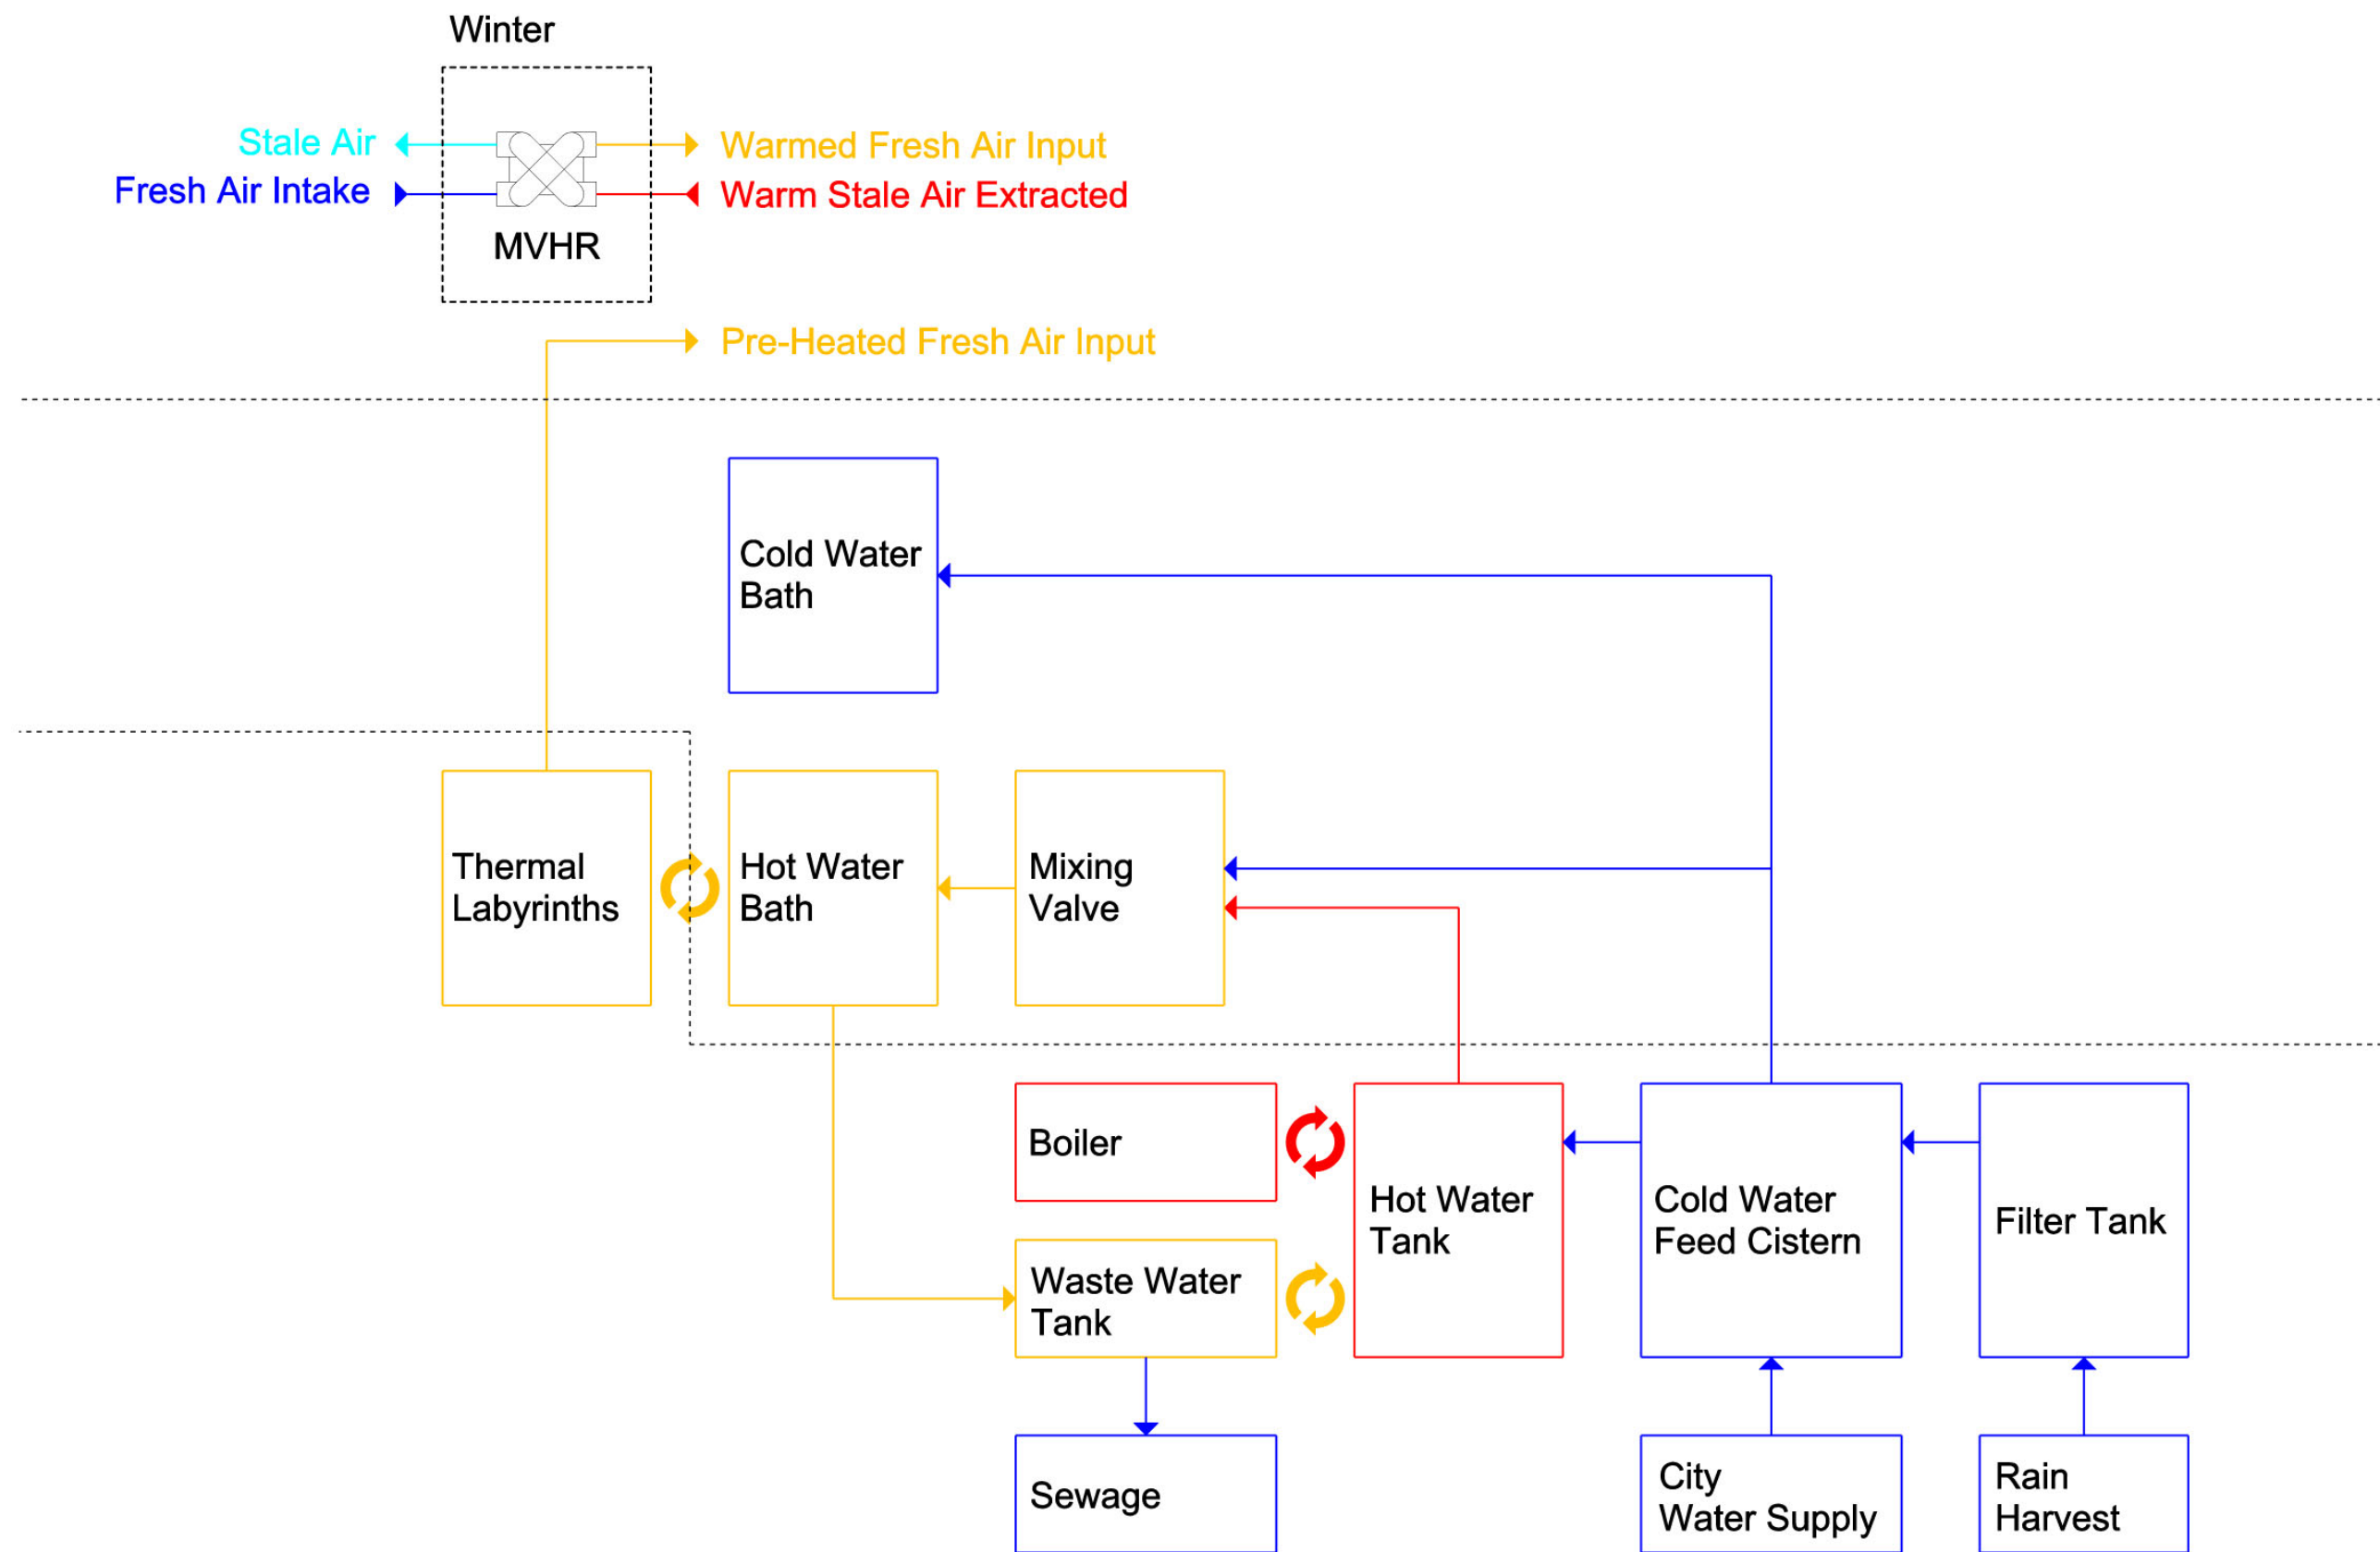 Winter
Stale Air
Warmed Fresh Air Input
Fresh Air Intake
Warm Stale Air Extracted
MVHR
Pre-Heated Fresh Air Input
Cold Water
Bath
Thermal
Labyrinths
Hot Water
Bath
Mixing
Valve
Boiler
Hot Water
Tank
Cold Water
Feed Cistern
Filter Tank
Waste Water
Tank
Sewage
City
Water Supply
Rain
Harvest